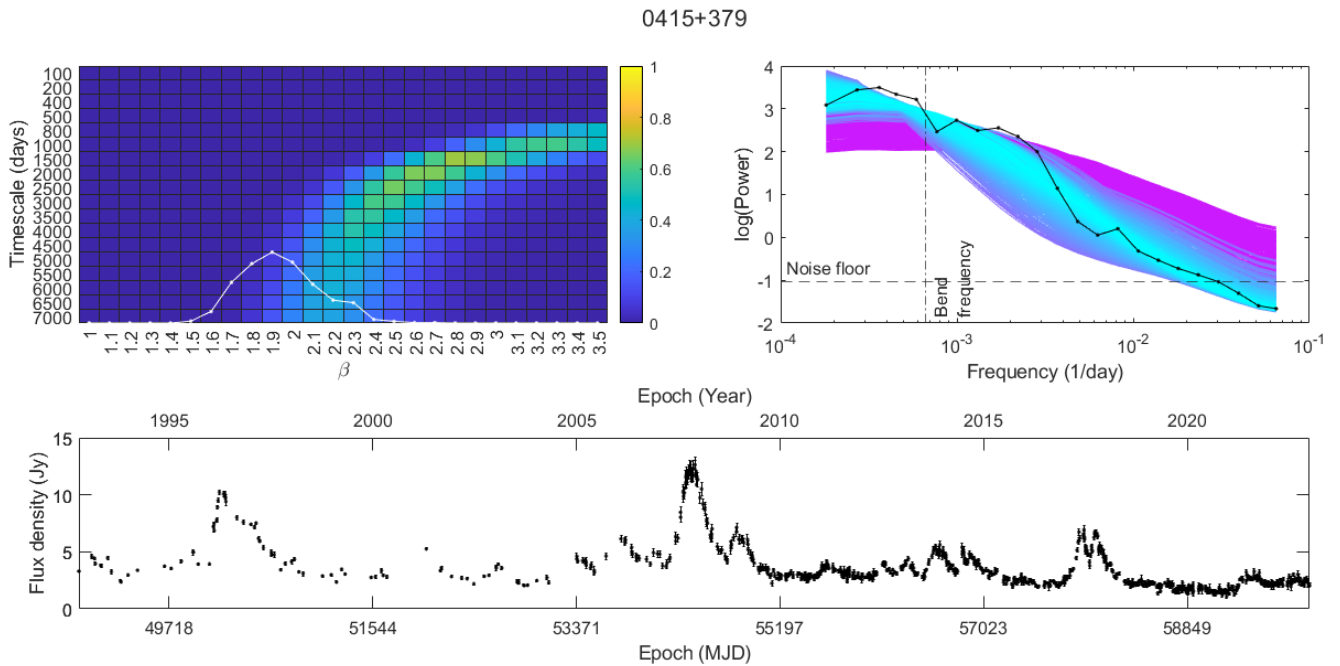 0415+379
Timescale (days)
100
200
400
500
800
1000
1500
2000
2500
3000
3500
4000
4500
5000
5500
6000
6500
7000
1 1.1 1.2 1.3 1.4 1.5 1.6 1.7 1.8 1.9 2 2.1 2.2 2.3 2.4 2.5 2.6 2.7 2.8 2.9 3 3.1 3.2 3.3 3.4 3.5
β
1
0.8
0.6
0.4
0.2
0
log(Power)
4
3
2
1
0
-1
-2
Noise floor
Bend
frequency
10-4 10-3 10-2 10-1
Frequency (1/day)
Epoch (Year)
1995 2000 2005 2010 2015 2020
Flux density (Jy)
15
10
5
0
49718 51544 53371 55197 57023 58849
Epoch (MJD)